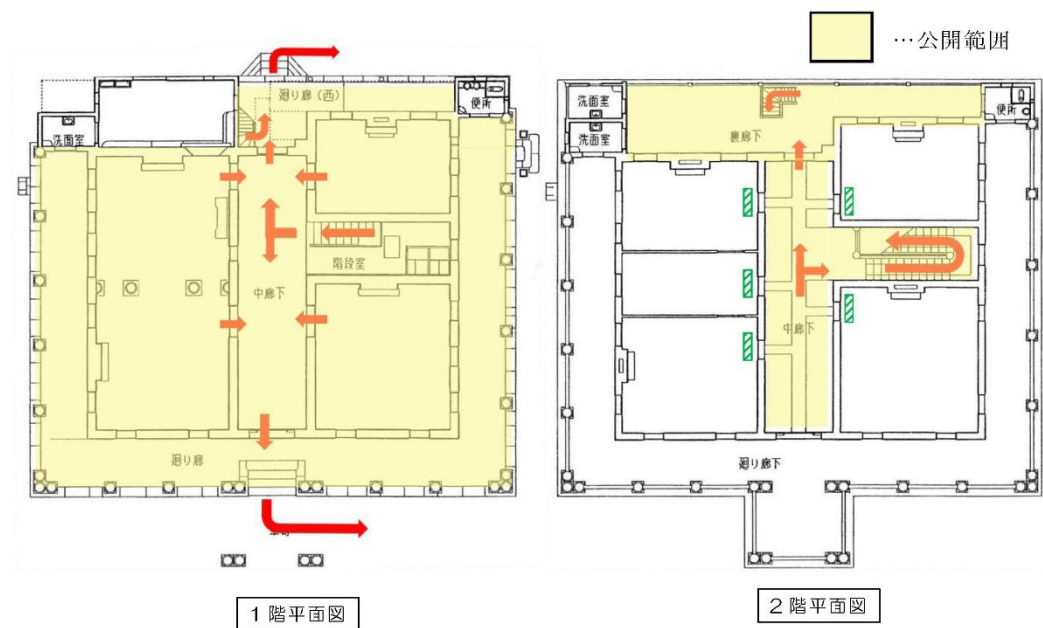 …公開範囲
廻り廊(西)
便所
洗面室
階段室
中廊下
廻り廊
1階平面図
洗面室
洗面室
便所
裏廊下
中廊下
廻り廊下
2階平面図